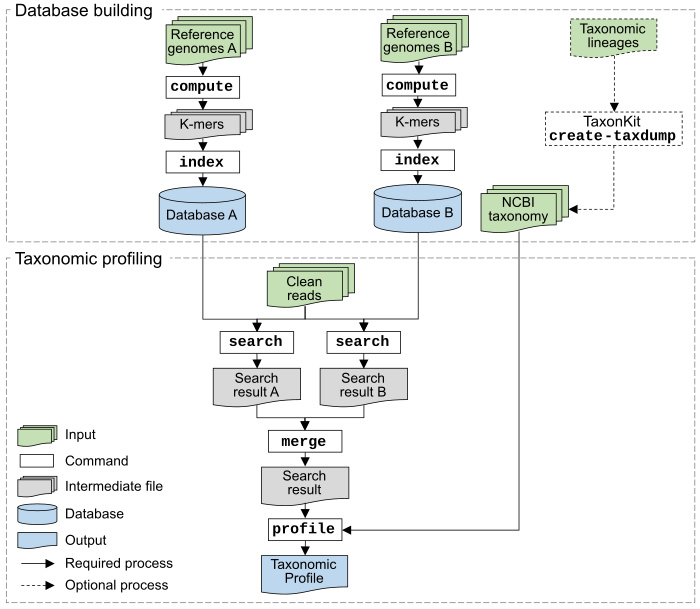 Database building
Reference
genomes A
compute
K-mers
index
Database A
Reference
genomes B
compute
K-mers
index
Database B
Taxonomic
lineages
TaxonKit
create-taxdump
NCBI
taxonomy
Taxonomic profiling
Clean
reads
search
search
Search
result A
Search
result B
merge
Search
result
profile
Taxonomic
Profile
Input
Command
Intermediate file
Database
Output
Required process
Optional process